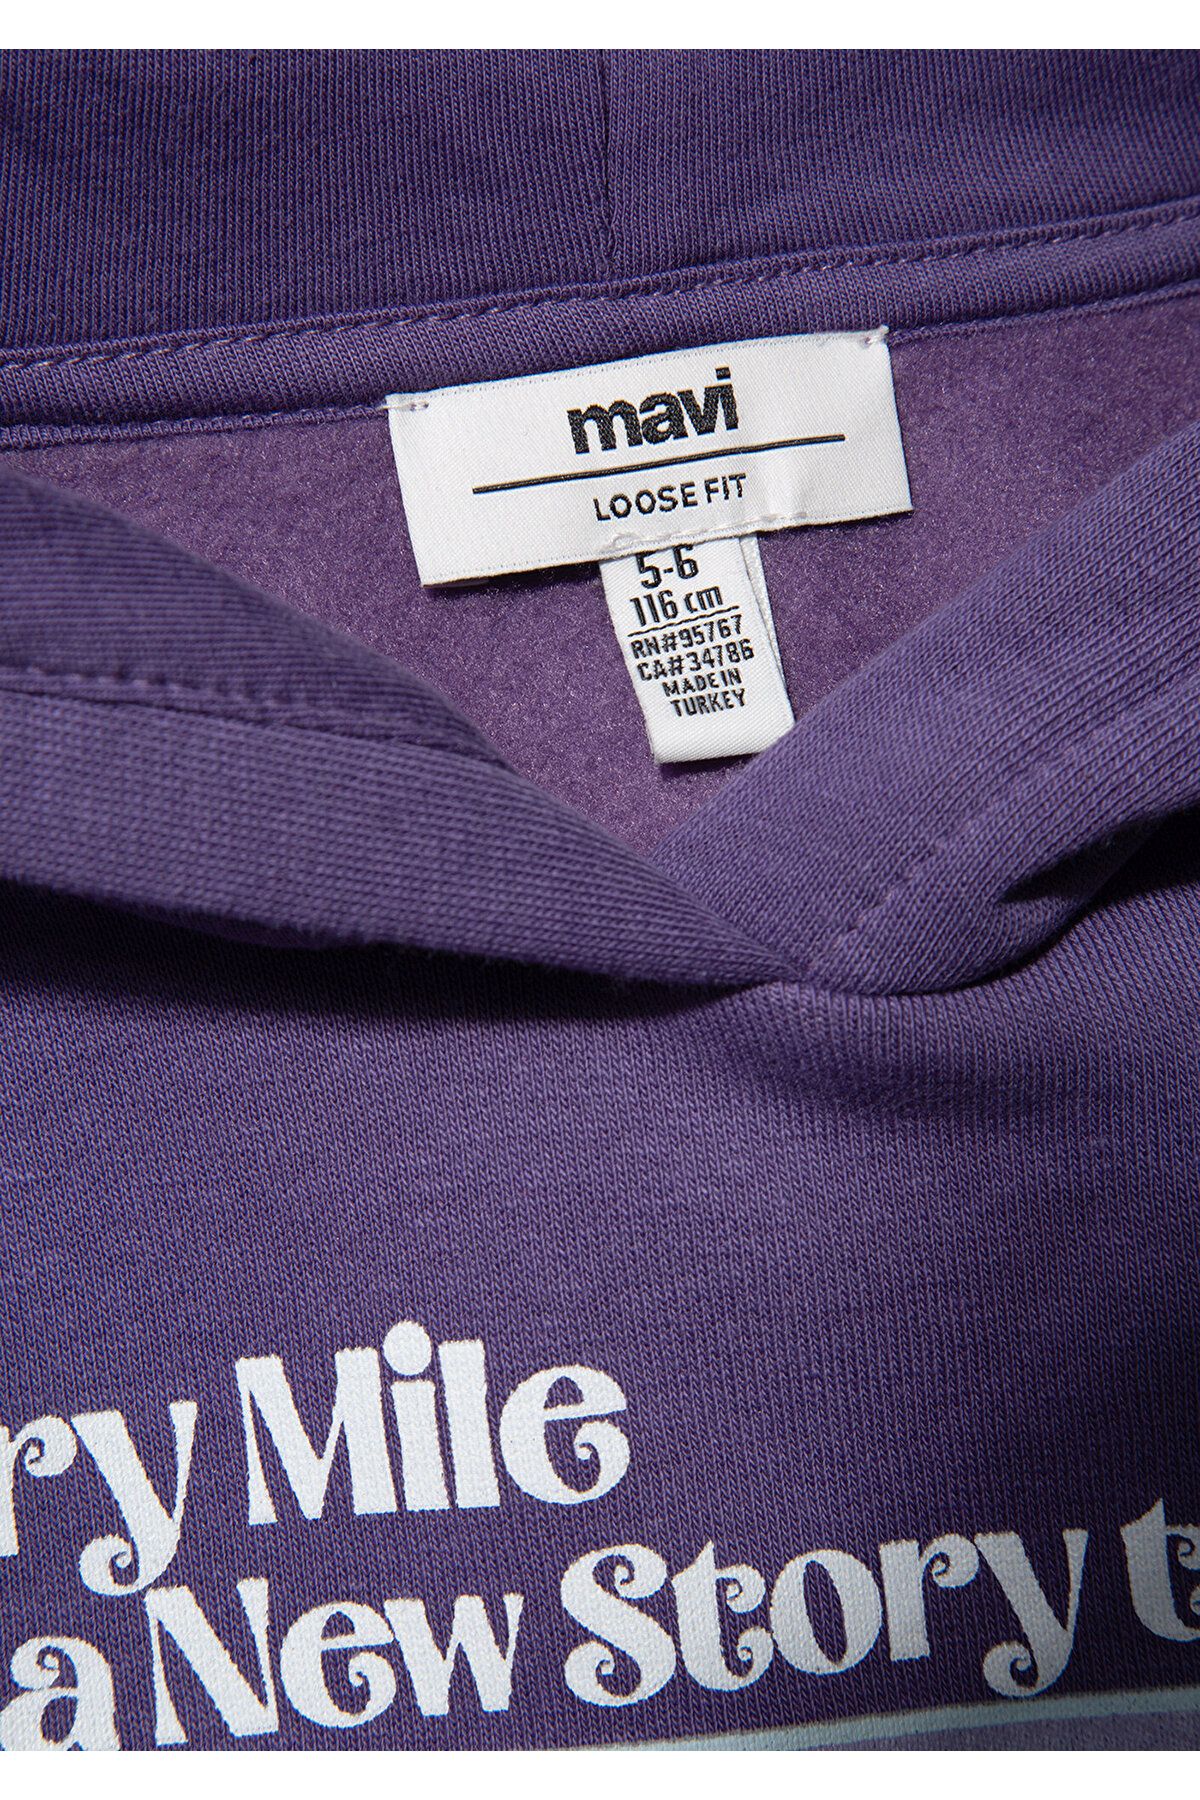 mavi
LOOSE FIT
5-6
116 cm
RN#95767
CA#34786
MADE IN
TURKEY
ry Mile
a New Story t